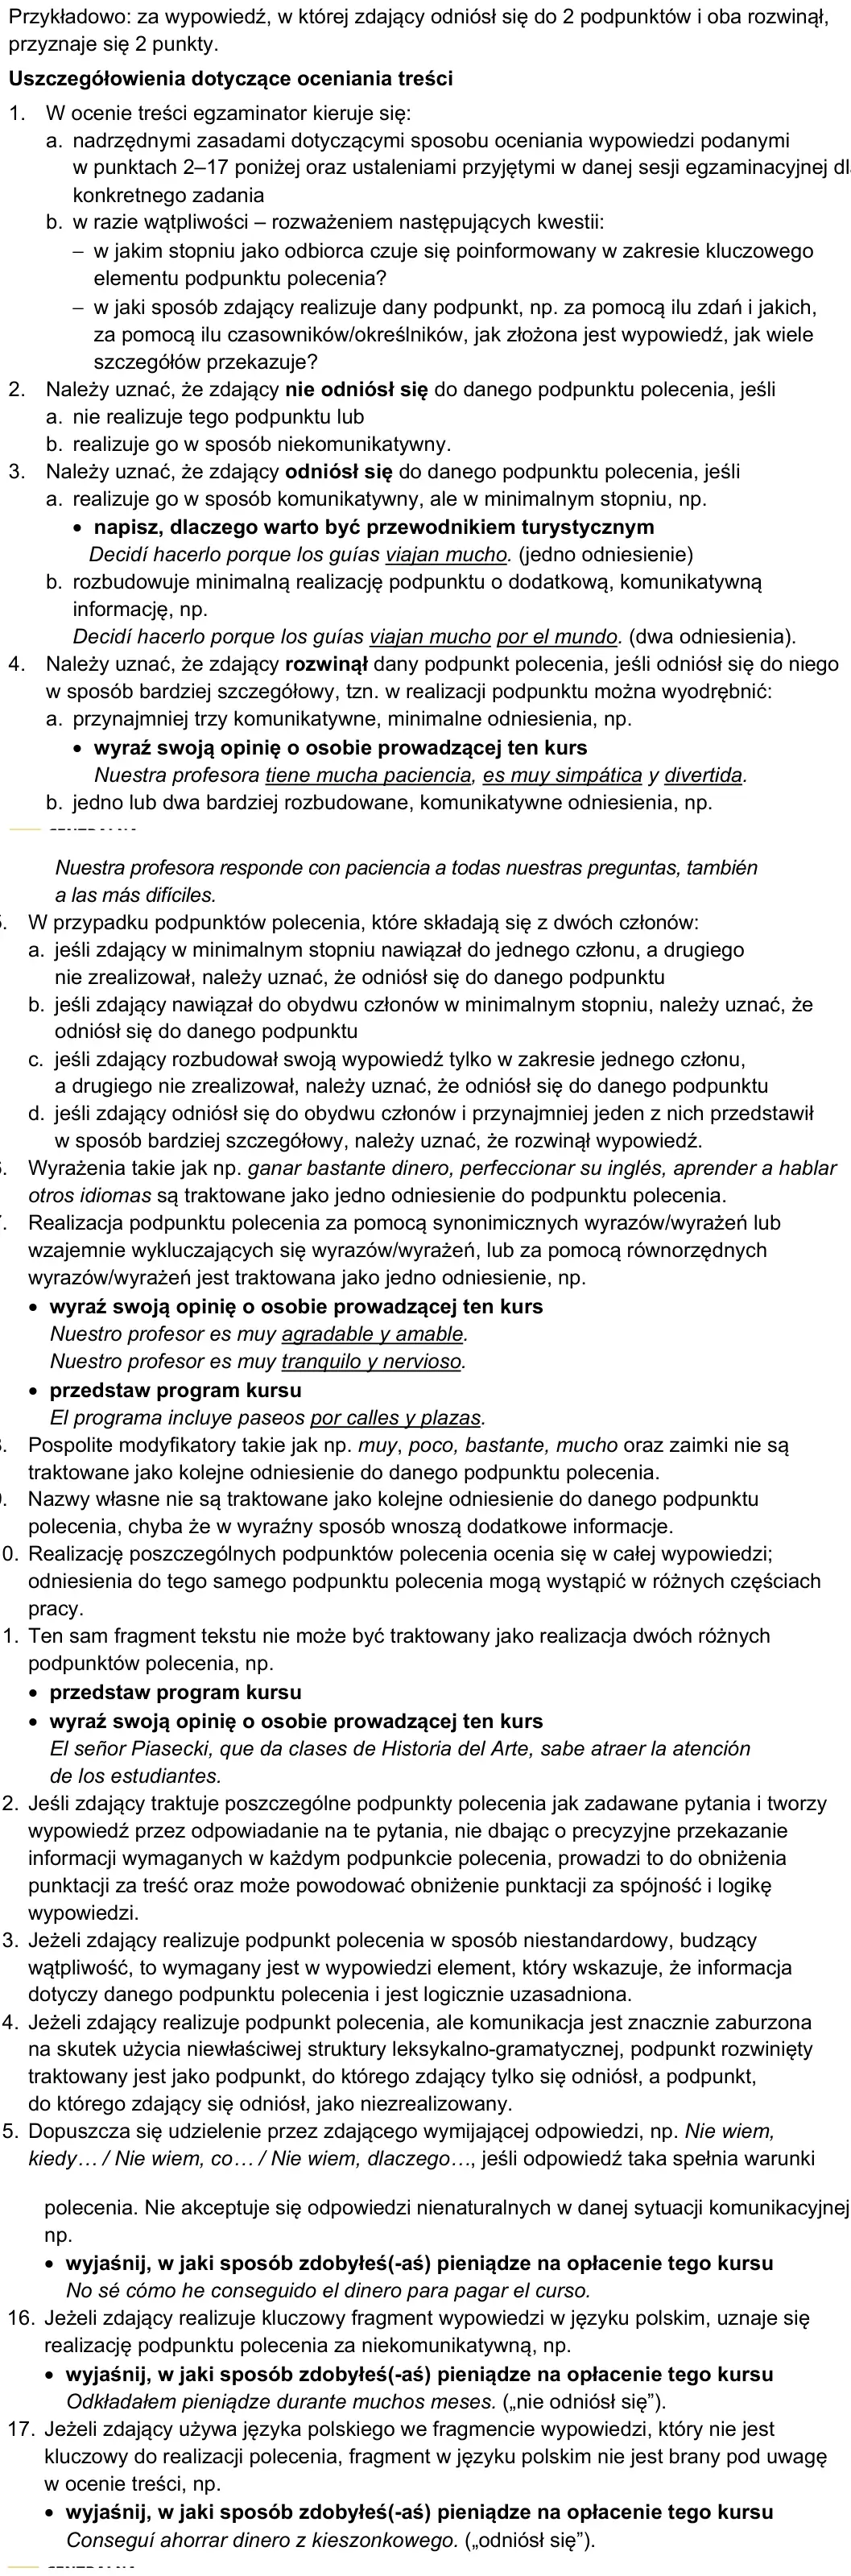 Przykładowo: za wypowiedź, w której zdający odniósł się do 2 podpunktów i oba rozwinął,
przyznaje się 2 punkty.
Uszczegółowienia dotyczące oceniania treści
1. W ocenie treści egzaminator kieruje się:
a. nadrzędnymi zasadami dotyczącymi sposobu oceniania wypowiedzi podanymi
w punktach 2–17 poniżej oraz ustaleniami przyjętymi w danej sesji egzaminacyjnej dl
konkretnego zadania
b. w razie wątpliwości – rozważeniem następujących kwestii:
– w jakim stopniu jako odbiorca czuje się poinformowany w zakresie kluczowego
elementu podpunktu polecenia?
– w jaki sposób zdający realizuje dany podpunkt, np. za pomocą ilu zdań i jakich,
za pomocą ilu czasowników/określników, jak złożona jest wypowiedź, jak wiele
szczegółów przekazuje?
2. Należy uznać, że zdający nie odniósł się do danego podpunktu polecenia, jeśli
a. nie realizuje tego podpunktu lub
b. realizuje go w sposób niekomunikatywny.
3. Należy uznać, że zdający odniósł się do danego podpunktu polecenia, jeśli
a. realizuje go w sposób komunikatywny, ale w minimalnym stopniu, np.
• napisz, dlaczego warto być przewodnikiem turystycznym
Decidí hacerlo porque los guías viajan mucho. (jedno odniesienie)
b. rozbudowuje minimalną realizację podpunktu o dodatkową, komunikatywną
informację, np.
Decidí hacerlo porque los guías viajan mucho por el mundo. (dwa odniesienia).
4. Należy uznać, że zdający rozwinął dany podpunkt polecenia, jeśli odniósł się do niego
w sposób bardziej szczegółowy, tzn. w realizacji podpunktu można wyodrębnić:
a. przynajmniej trzy komunikatywne, minimalne odniesienia, np.
• wyraź swoją opinię o osobie prowadzącej ten kurs
Nuestra profesora tiene mucha paciencia, es muy simpática y divertida.
b. jedno lub dwa bardziej rozbudowane, komunikatywne odniesienia, np.
Nuestra profesora responde con paciencia a todas nuestras preguntas, también
a las más difíciles.
. W przypadku podpunktów polecenia, które składają się z dwóch członów:
a. jeśli zdający w minimalnym stopniu nawiązał do jednego członu, a drugiego
nie zrealizował, należy uznać, że odniósł się do danego podpunktu
b. jeśli zdający nawiązał do obydwu członów w minimalnym stopniu, należy uznać, że
odniósł się do danego podpunktu
c. jeśli zdający rozbudował swoją wypowiedź tylko w zakresie jednego członu,
a drugiego nie zrealizował, należy uznać, że odniósł się do danego podpunktu
d. jeśli zdający odniósł się do obydwu członów i przynajmniej jeden z nich przedstawił
w sposób bardziej szczegółowy, należy uznać, że rozwinął wypowiedź.
. Wyrażenia takie jak np. ganar bastante dinero, perfeccionar su inglés, aprender a hablar
otros idiomas są traktowane jako jedno odniesienie do podpunktu polecenia.
. Realizacja podpunktu polecenia za pomocą synonimicznych wyrazów/wyrażeń lub
wzajemnie wykluczających się wyrazów/wyrażeń, lub za pomocą równorzędnych
wyrazów/wyrażeń jest traktowana jako jedno odniesienie, np.
• wyraź swoją opinię o osobie prowadzącej ten kurs
Nuestro profesor es muy agradable y amable.
Nuestro profesor es muy tranquilo y nervioso.
• przedstaw program kursu
El programa incluye paseos por calles y plazas.
. Pospolite modyfikatory takie jak np. muy, poco, bastante, mucho oraz zaimki nie są
traktowane jako kolejne odniesienie do danego podpunktu polecenia.
. Nazwy własne nie są traktowane jako kolejne odniesienie do danego podpunktu
polecenia, chyba że w wyraźny sposób wnoszą dodatkowe informacje.
0. Realizację poszczególnych podpunktów polecenia ocenia się w całej wypowiedzi;
odniesienia do tego samego podpunktu polecenia mogą wystąpić w różnych częściach
pracy.
1. Ten sam fragment tekstu nie może być traktowany jako realizacja dwóch różnych
podpunktów polecenia, np.
• przedstaw program kursu
• wyraź swoją opinię o osobie prowadzącej ten kurs
El señor Piasecki, que da clases de Historia del Arte, sabe atraer la atención
de los estudiantes.
2. Jeśli zdający traktuje poszczególne podpunkty polecenia jak zadawane pytania i tworzy
wypowiedź przez odpowiadanie na te pytania, nie dbając o precyzyjne przekazanie
informacji wymaganych w każdym podpunkcie polecenia, prowadzi to do obniżenia
punktacji za treść oraz może powodować obniżenie punktacji za spójność i logikę
wypowiedzi.
3. Jeżeli zdający realizuje podpunkt polecenia w sposób niestandardowy, budzący
wątpliwość, to wymagany jest w wypowiedzi element, który wskazuje, że informacja
dotyczy danego podpunktu polecenia i jest logicznie uzasadniona.
4. Jeżeli zdający realizuje podpunkt polecenia, ale komunikacja jest znacznie zaburzona
na skutek użycia niewłaściwej struktury leksykalno-gramatycznej, podpunkt rozwinięty
traktowany jest jako podpunkt, do którego zdający tylko się odniósł, a podpunkt,
do którego zdający się odniósł, jako niezrealizowany.
5. Dopuszcza się udzielenie przez zdającego wymijającej odpowiedzi, np. Nie wiem,
kiedy… / Nie wiem, co… / Nie wiem, dlaczego…, jeśli odpowiedź taka spełnia warunki
polecenia. Nie akceptuje się odpowiedzi nienaturalnych w danej sytuacji komunikacyjnej
np.
• wyjaśnij, w jaki sposób zdobyłeś(-aś) pieniądze na opłacenie tego kursu
No sé cómo he conseguido el dinero para pagar el curso.
16. Jeżeli zdający realizuje kluczowy fragment wypowiedzi w języku polskim, uznaje się
realizację podpunktu polecenia za niekomunikatywną, np.
• wyjaśnij, w jaki sposób zdobyłeś(-aś) pieniądze na opłacenie tego kursu
Odkładałem pieniądze durante muchos meses. („nie odniósł się”).
17. Jeżeli zdający używa języka polskiego we fragmencie wypowiedzi, który nie jest
kluczowy do realizacji polecenia, fragment w języku polskim nie jest brany pod uwagę
w ocenie treści, np.
• wyjaśnij, w jaki sposób zdobyłeś(-aś) pieniądze na opłacenie tego kursu
Conseguí ahorrar dinero z kieszonkowego. („odniósł się”).